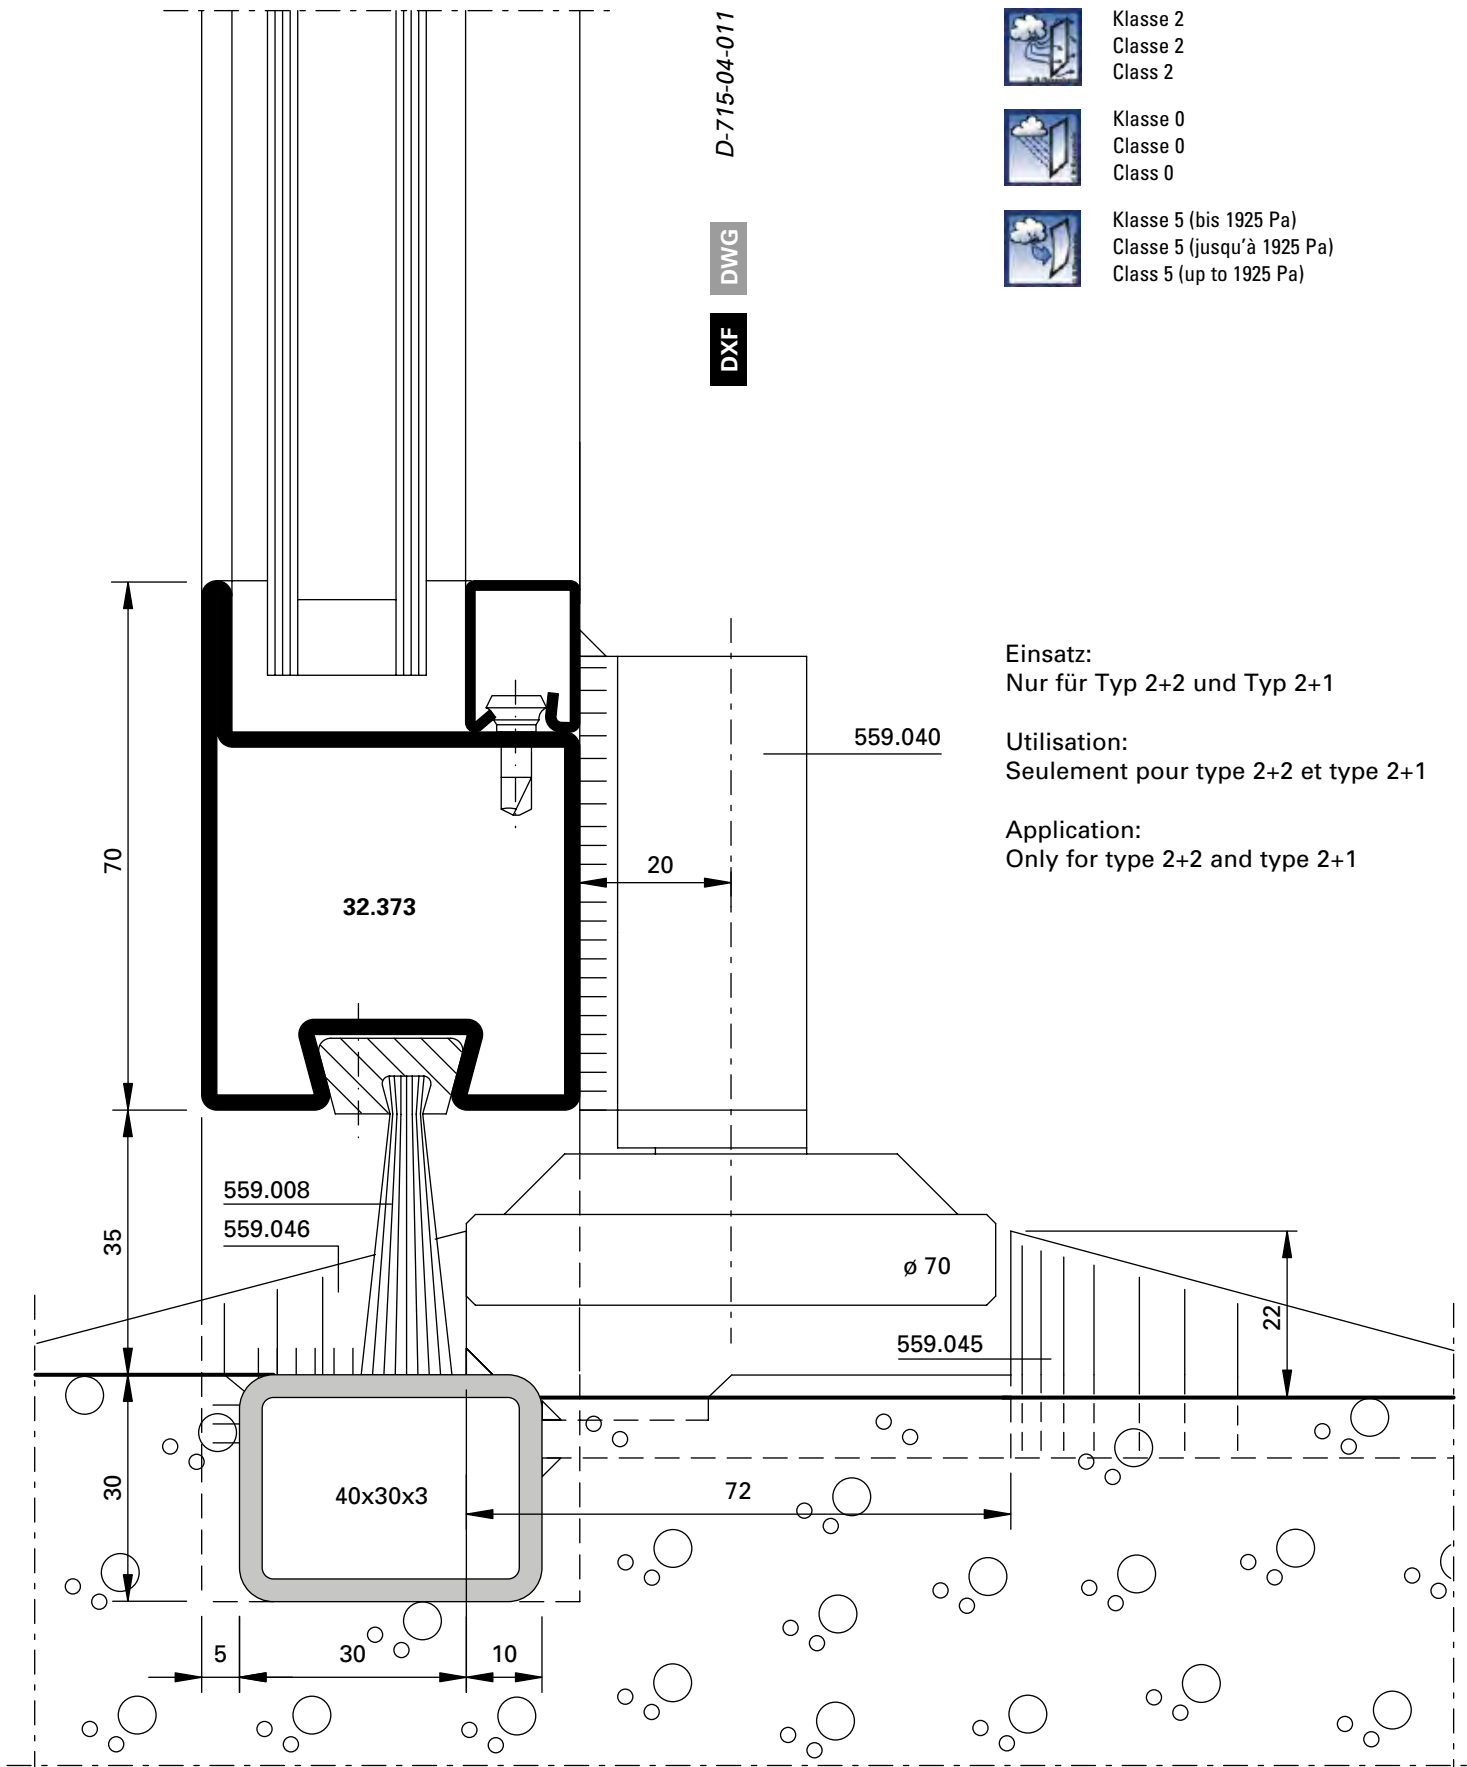 D-715-04-011
Klasse 2
Classe 2
Class 2
Klasse 0
Classe 0
Class 0
Klasse 5 (bis 1925 Pa)
Classe 5 (jusqu'à 1925 Pa)
Class 5 (up to 1925 Pa)
DWG
DXF
Einsatz:
Nur für Typ 2+2 und Typ 2+1
Utilisation:
Seulement pour type 2+2 et type 2+1
Application:
Only for type 2+2 and type 2+1
559.040
70
20
32.373
559.008
559.046
35
ø 70
22
559.045
30
40x30x3
72
5
30
10